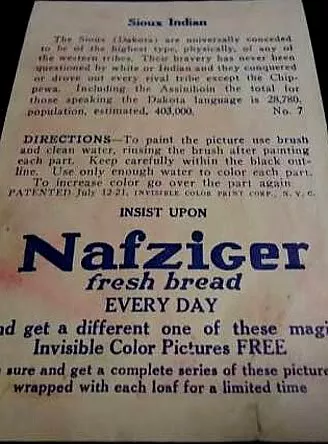 Sioux Indian
The Sioux (Dakota) are universally conceded
to be of the highest type, physically, of any of
the western tribes. Their bravery has never been
questioned by white or Indian and they conquered
or drove out every rival tribe except the Chip-
pewa. Including the Assiniboin the total for
those speaking the Dakota language is 28,780,
population, estimated, 403,000. No. 7
DIRECTIONS—To paint the picture use brush
and clean water, rinsing the brush after painting
each part. Keep carefully within the black out-
line. Use only enough water to color each part.
To increase color go over the part again
PATENTED July 12-21, INVISIBLE COLOR PRINT CORP., N.Y.C.
INSIST UPON
Nafziger
fresh bread
EVERY DAY
nd get a different one of these magi
Invisible Color Pictures FREE
sure and get a complete series of these picture
wrapped with each loaf for a limited time